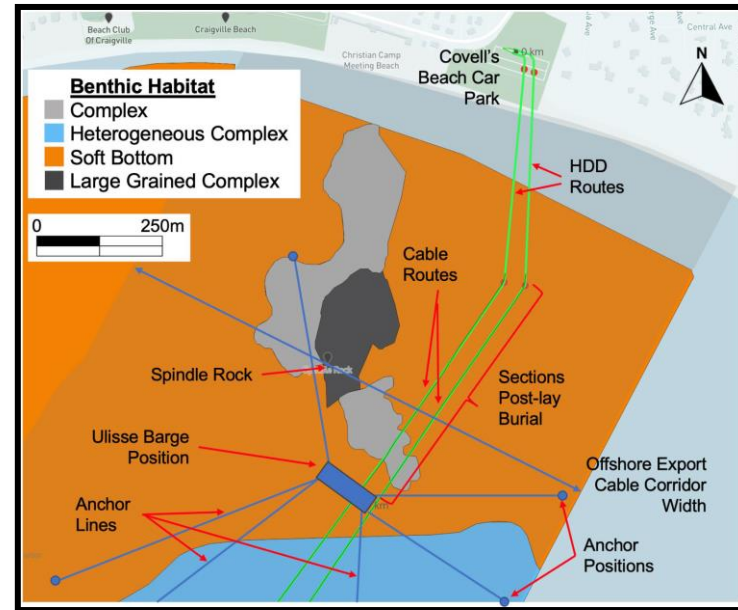 Beach Club
Of Craigville
Craigville Beach
Central Ave
Christian Camp
Meeting Beach
Covell's
Beach Car
Park
0 km
N
Benthic Habitat
Complex
Heterogeneous Complex
Soft Bottom
Large Grained Complex
0
250m
HDD
Routes
Cable
Routes
Spindle Rock
Sections
Post-lay
Burial
Ulisse Barge
Position
Offshore Export
Cable Corridor
Width
Anchor
Lines
km
Anchor
Positions